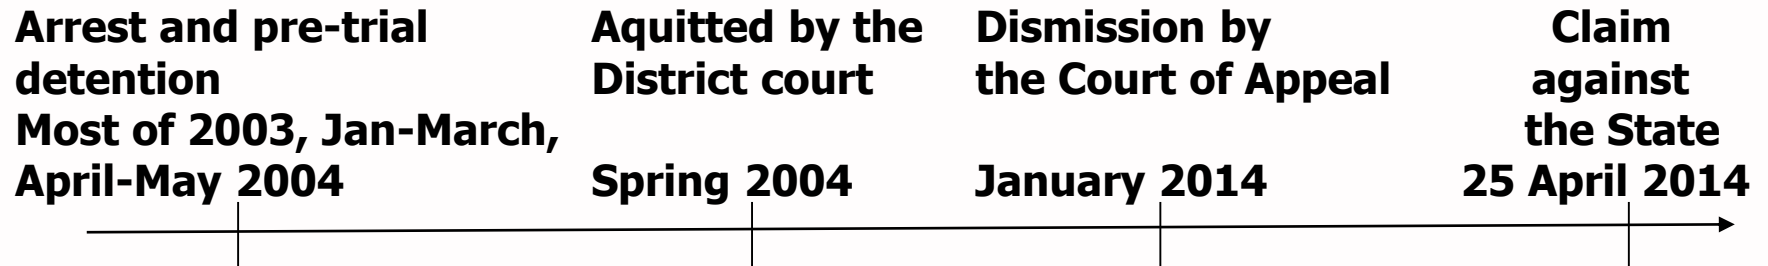 Arrest and pre-trial
detention
Most of 2003, Jan-March,
April-May 2004
Aquitted by the
District court
Spring 2004
Dismission by
the Court of Appeal
January 2014
Claim
against
the State
25 April 2014